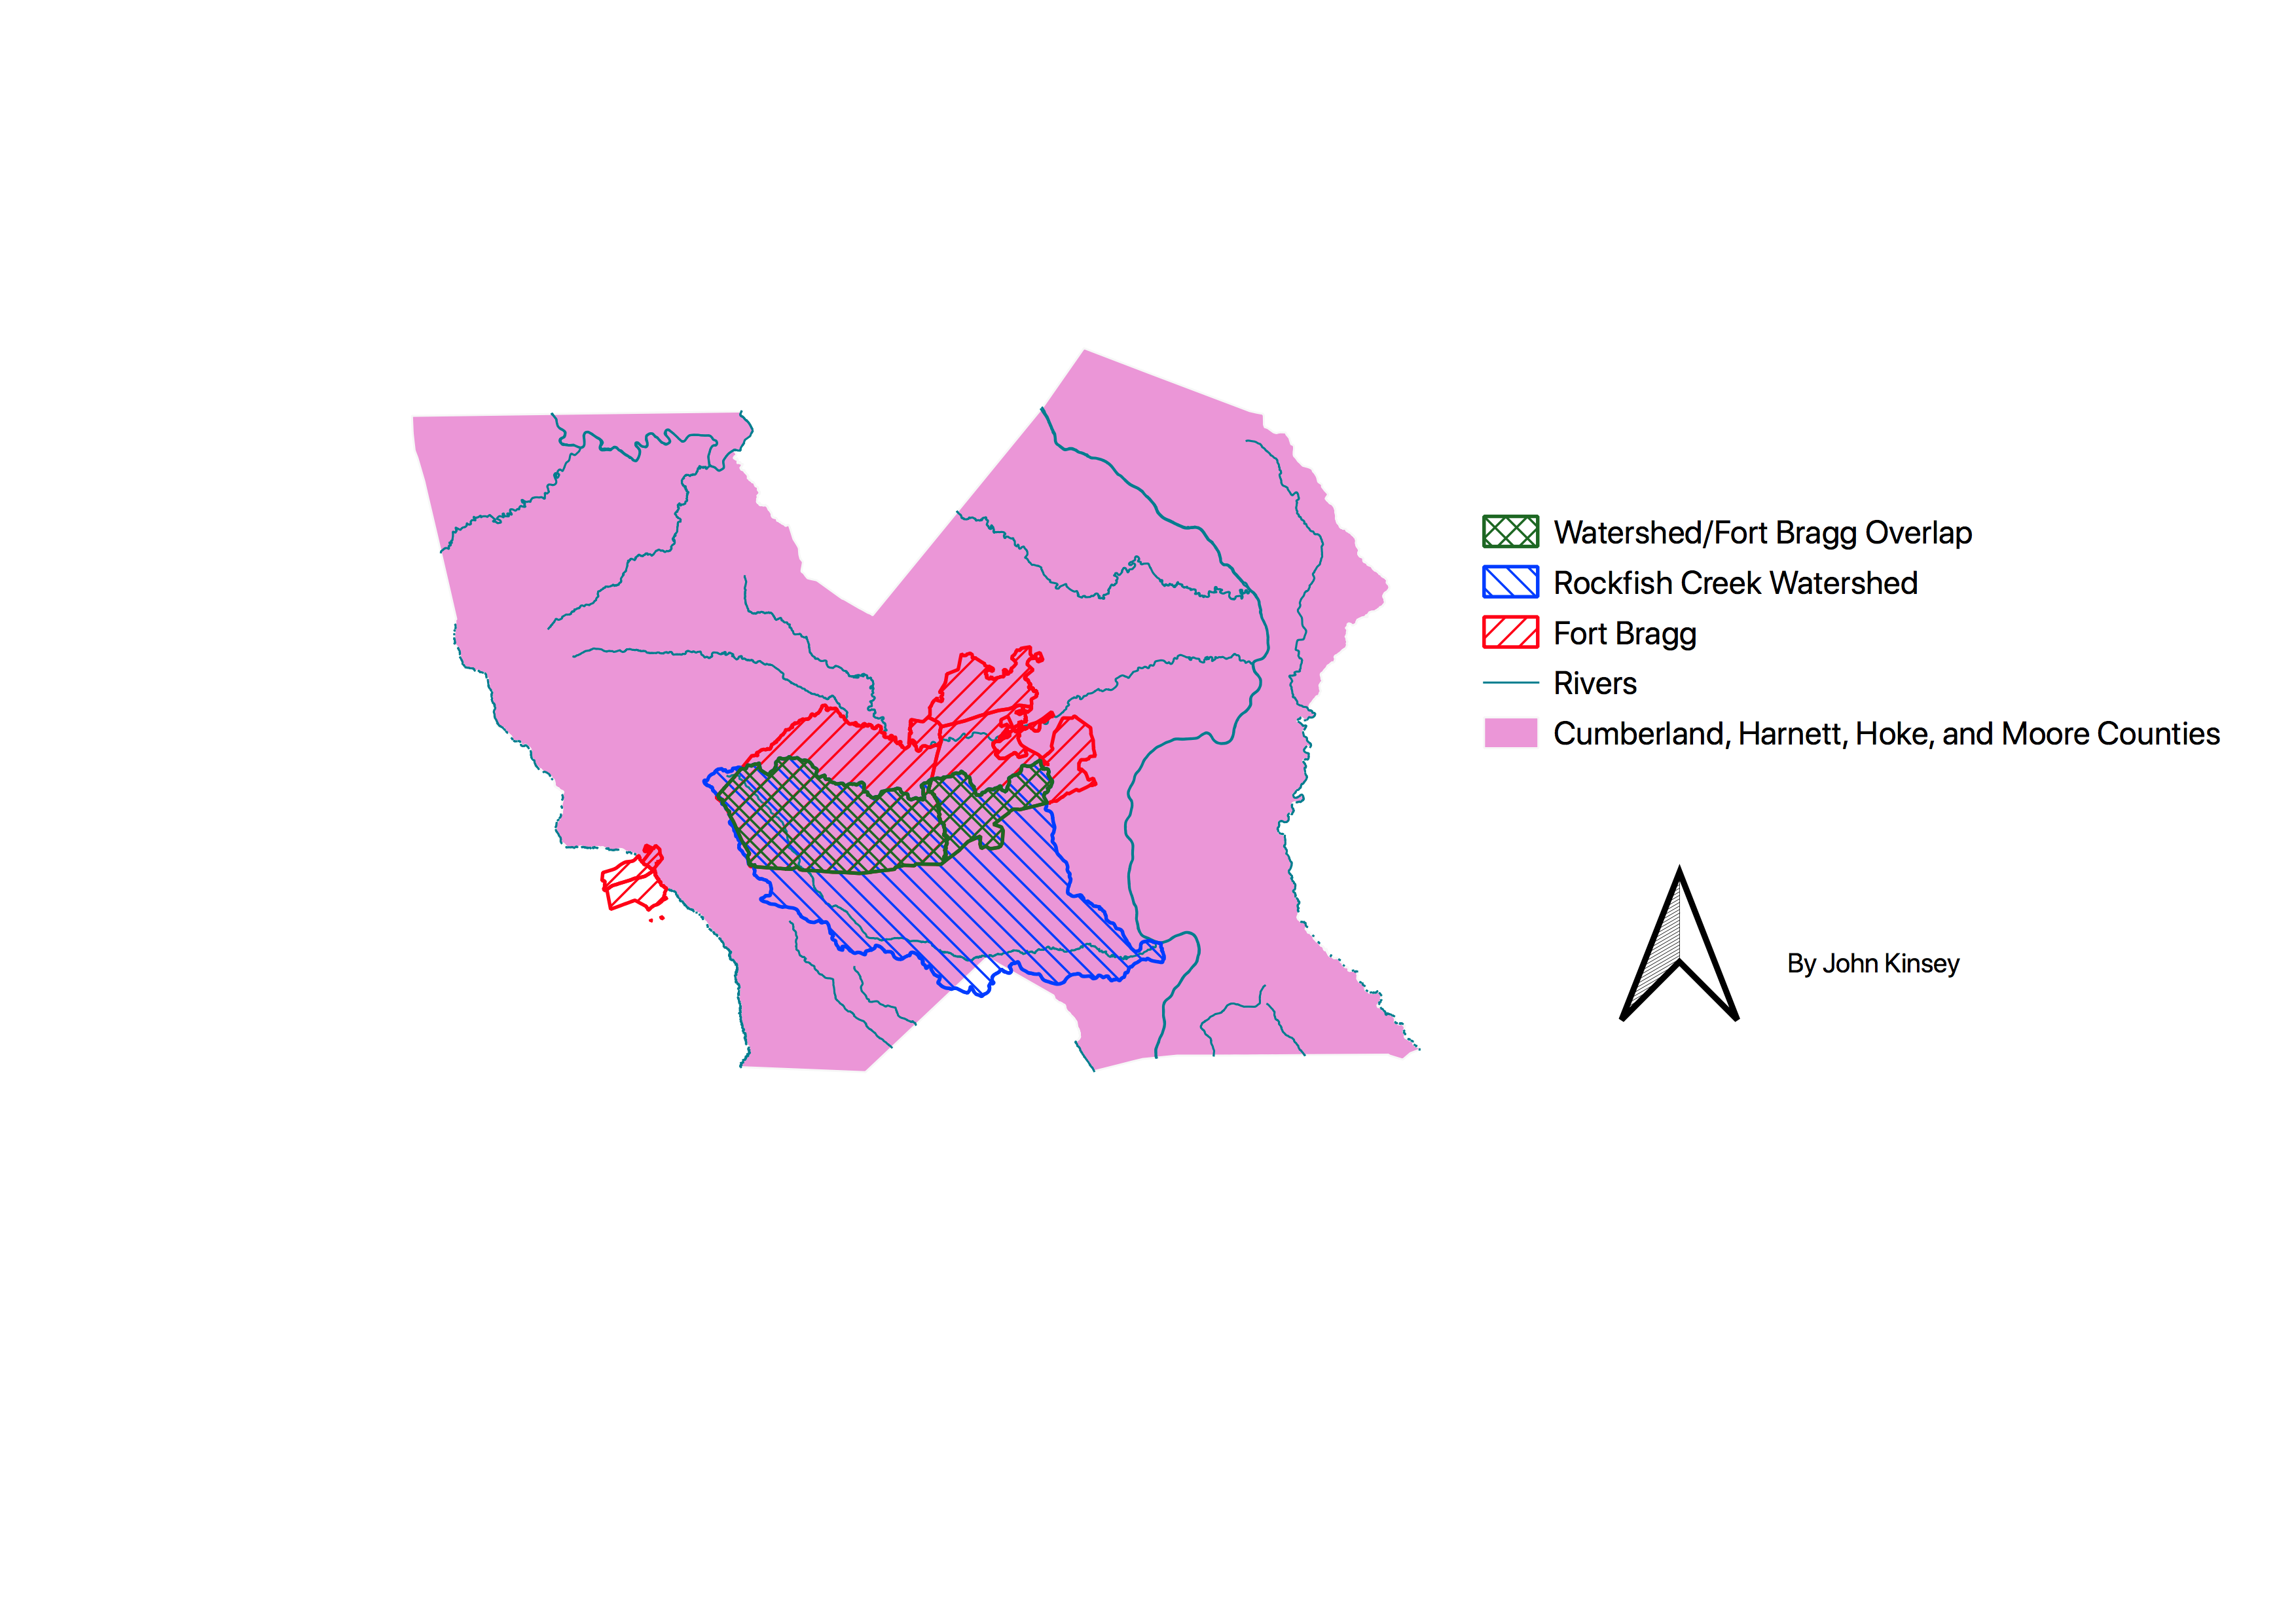 Watershed/Fort Bragg Overlap
Rockfish Creek Watershed
Fort Bragg
Rivers
Cumberland, Harnett, Hoke, and Moore Counties
By John Kinsey